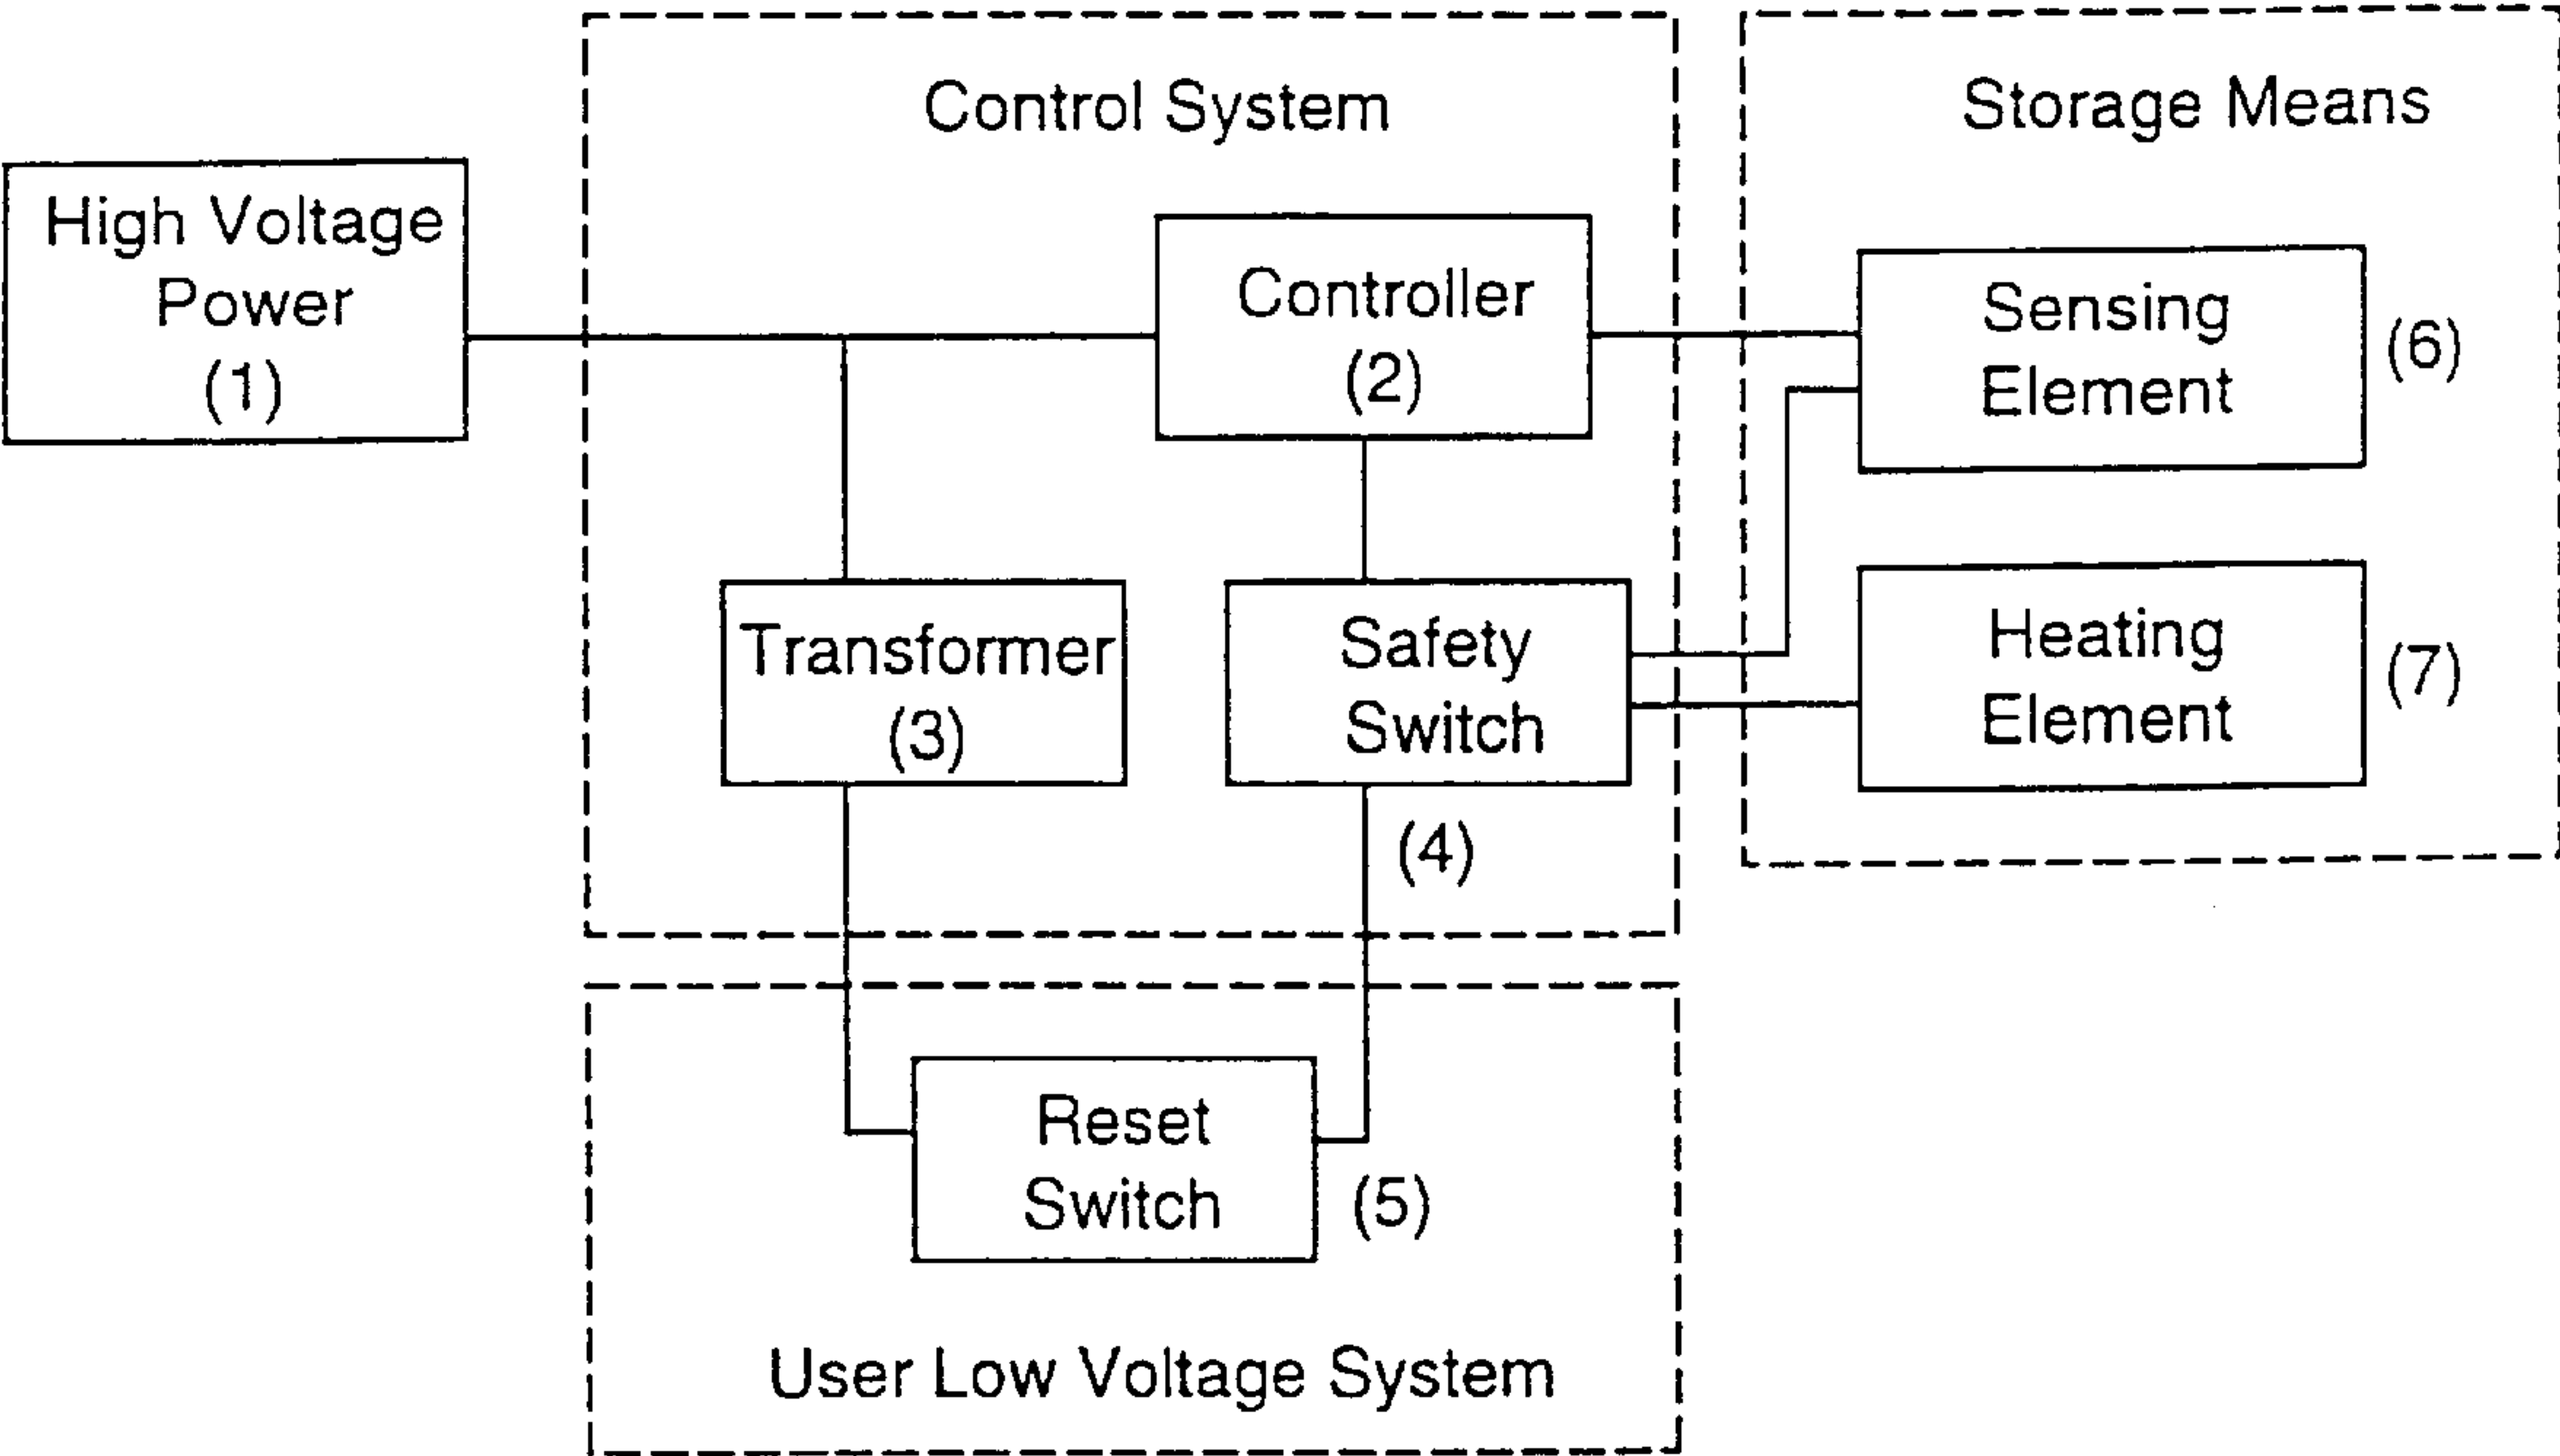 Control System
Storage Means
High Voltage
Power
(1)
Controller
(2)
Sensing
Element
(6)
Transformer
(3)
Safety
Switch
(4)
Heating
Element
(7)
Reset
Switch
(5)
User Low Voltage System